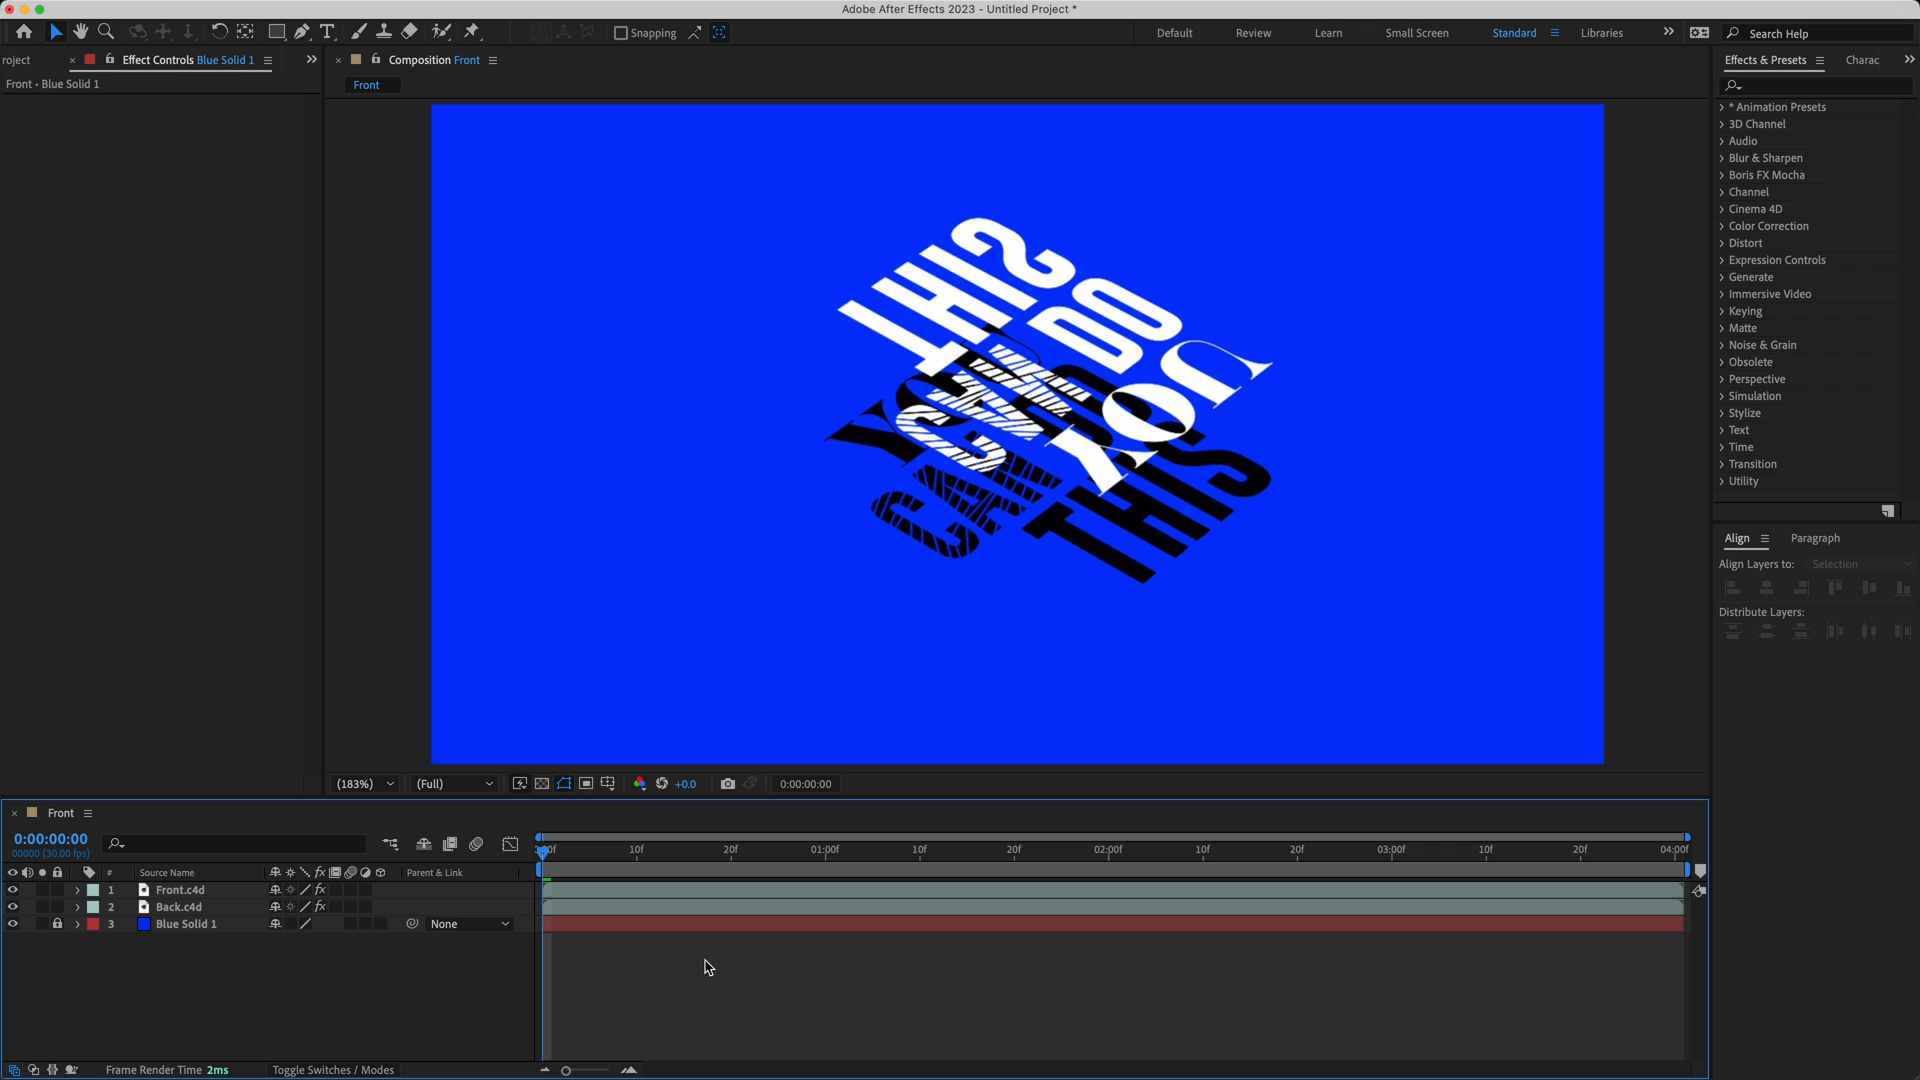 Adobe After Effects 2023 - Untitled Project *
Snapping
Default
Review
Learn
Small Screen
Standard
Libraries
Search Help
roject
Effect Controls Blue Solid 1
Composition Front
Effects & Presets
Charac
Front • Blue Solid 1
Front
* Animation Presets
3D Channel
Audio
Blur & Sharpen
Boris FX Mocha
Channel
Cinema 4D
Color Correction
Distort
Expression Controls
Generate
Immersive Video
Keying
Matte
Noise & Grain
Obsolete
Perspective
Simulation
Stylize
Text
Time
Transition
Utility
THIS
CAN
YOU
THIS
CAN
YOU
Align
Paragraph
Align Layers to: Selection
Distribute Layers:
(183%)
(Full)
+0.0
0:00:00:00
Front
0:00:00:00
00000 (30.00 fps)
10f
20f
01:00f
10f
20f
02:00f
10f
20f
03:00f
10f
20f
04:00f
# Source Name
fx
Parent & Link
1 Front.c4d fx
2 Back.c4d fx
3 Blue Solid 1 None
Frame Render Time 2ms
Toggle Switches / Modes